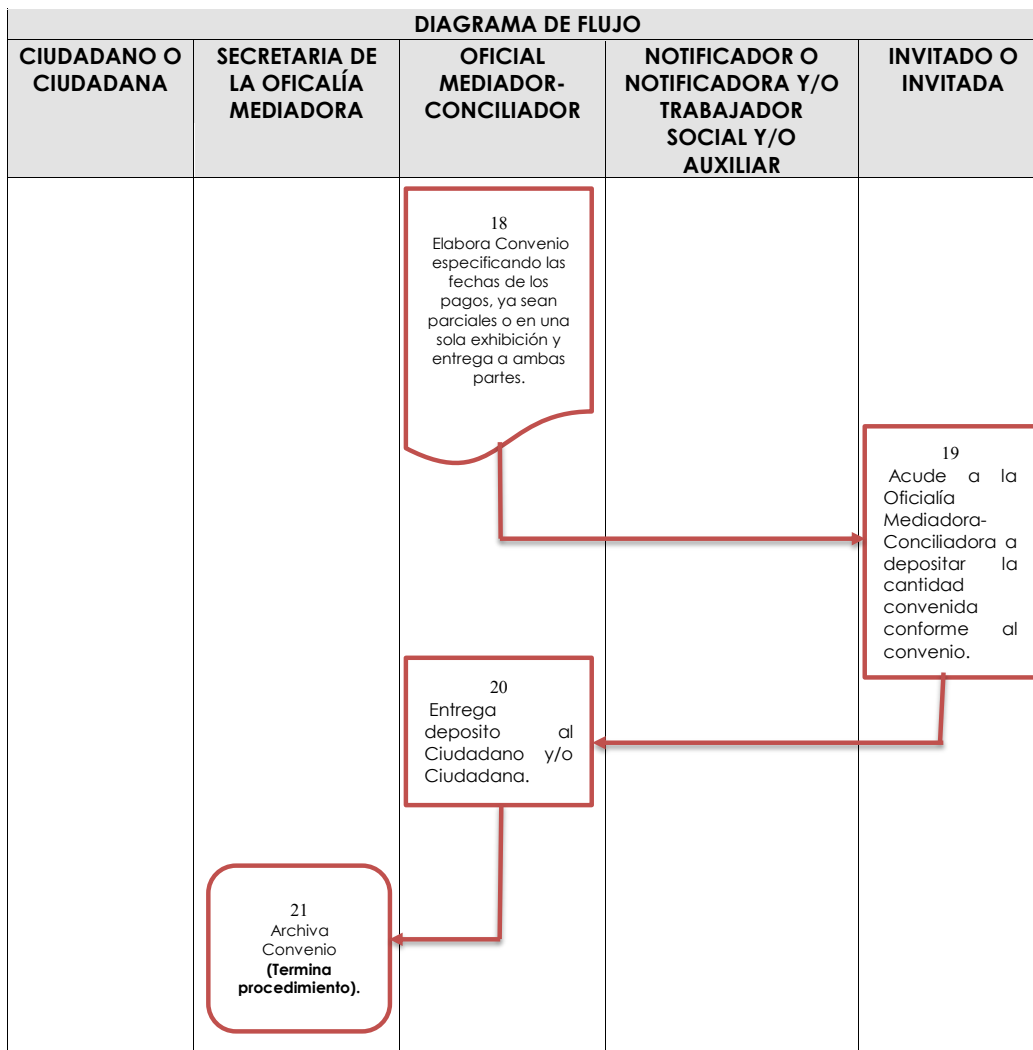 DIAGRAMA DE FLUJO
CIUDADANO O
CIUDADANA
SECRETARIA DE
LA OFICALÍA
MEDIADORA
OFICIAL
MEDIADOR-
CONCILIADOR
NOTIFICADOR O
NOTIFICADORA Y/O
TRABAJADOR
SOCIAL Y/O
AUXILIAR
INVITADO O
INVITADA
18
Elabora Convenio
especificando las
fechas de los
pagos, ya sean
parciales o en una
sola exhibición y
entrega a ambas
partes.
19
Acude a la
Oficialía
Mediadora-
Conciliadora a
depositar la
cantidad
convenida
conforme al
convenio.
20
Entrega
deposito al
Ciudadano y/o
Ciudadana.
21
Archiva
Convenio
(Termina
procedimiento).